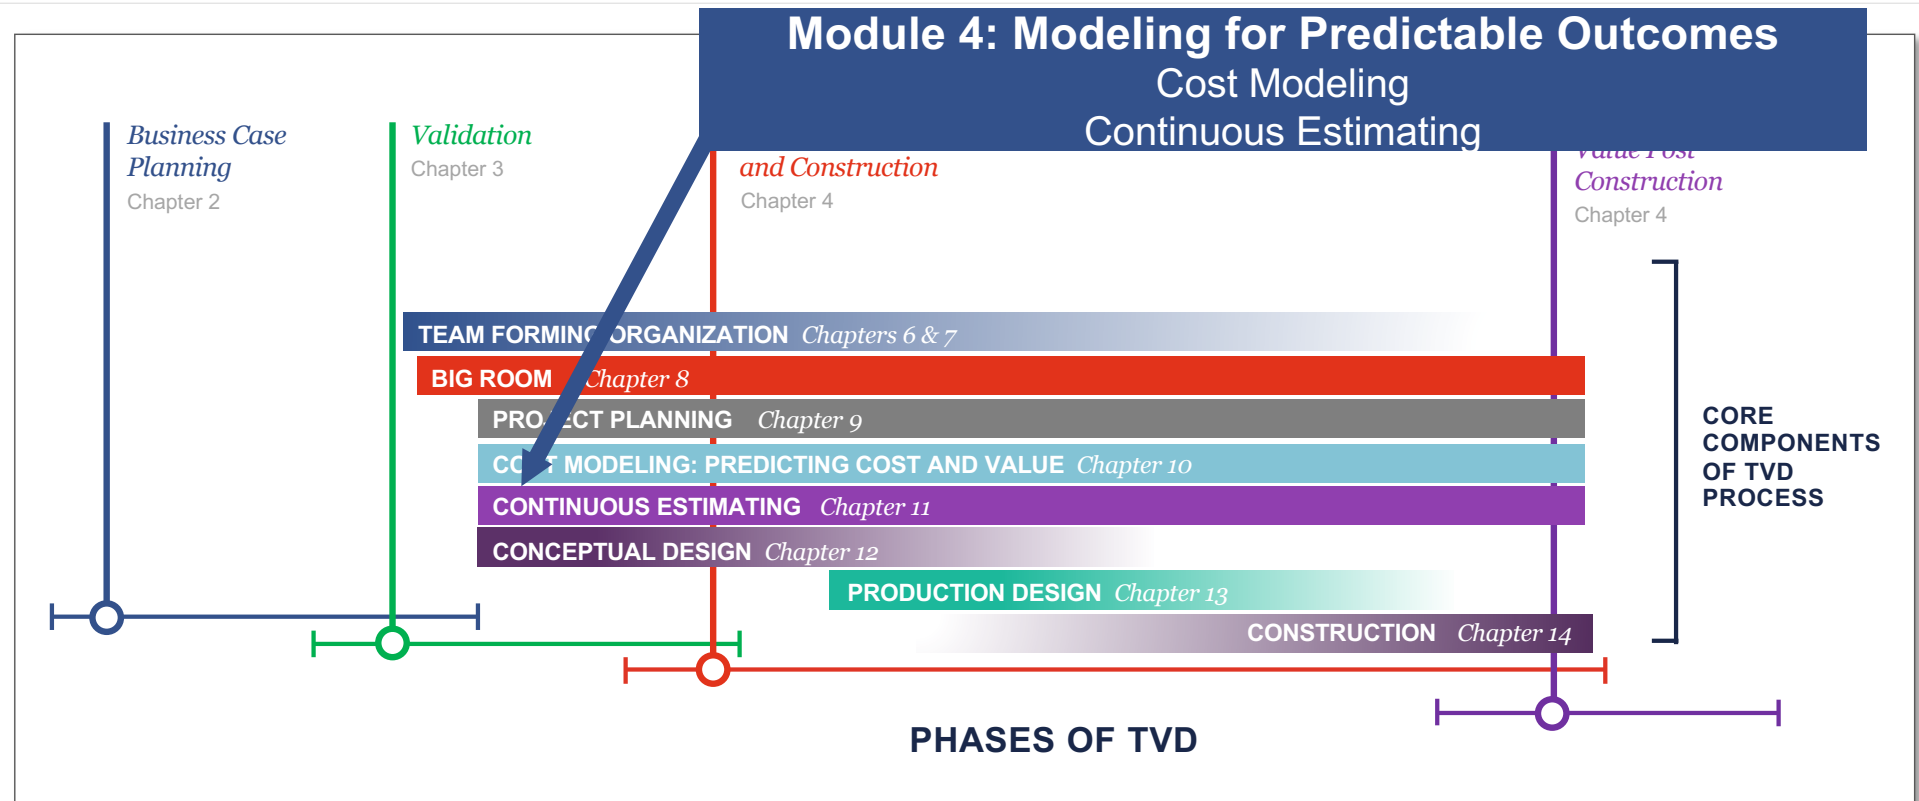 Module 4: Modeling for Predictable Outcomes
Cost Modeling
Continuous Estimating
Business Case
Planning
Chapter 2
Validation
Chapter 3
and Construction
Chapter 4
Value Post
Construction
Chapter 4
TEAM FORMING ORGANIZATION Chapters 6 & 7
BIG ROOM Chapter 8
PROJECT PLANNING Chapter 9
COST MODELING: PREDICTING COST AND VALUE Chapter 10
CONTINUOUS ESTIMATING Chapter 11
CONCEPTUAL DESIGN Chapter 12
PRODUCTION DESIGN Chapter 13
CONSTRUCTION Chapter 14
CORE
COMPONENTS
OF TVD
PROCESS
PHASES OF TVD